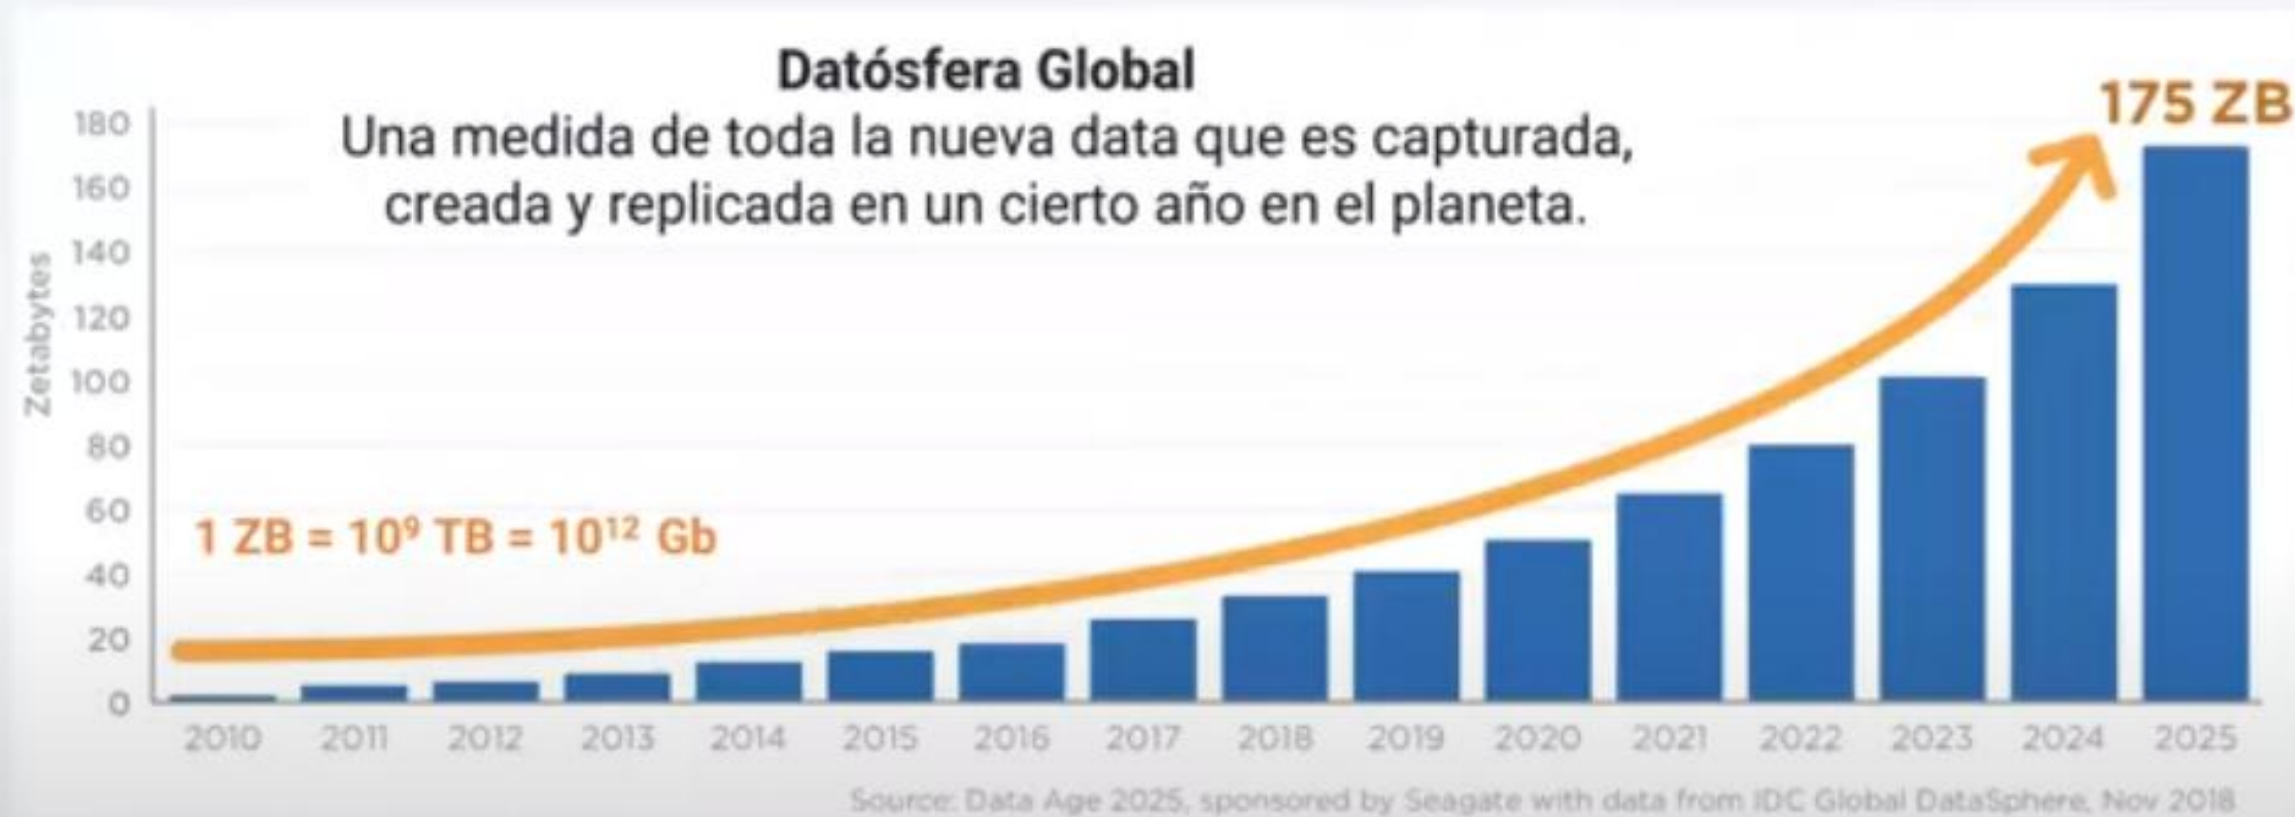 Datósfera Global
Una medida de toda la nueva data que es capturada,
creada y replicada en un cierto año en el planeta.
175 ZB
Zetabytes
180
160
140
120
100
80
60
40
20
0
1 ZB = 10⁹ TB = 10¹² Gb
2010 2011 2012 2013 2014 2015 2016 2017 2018 2019 2020 2021 2022 2023 2024 2025
Source: Data Age 2025, sponsored by Seagate with data from IDC Global DataSphere, Nov 2018